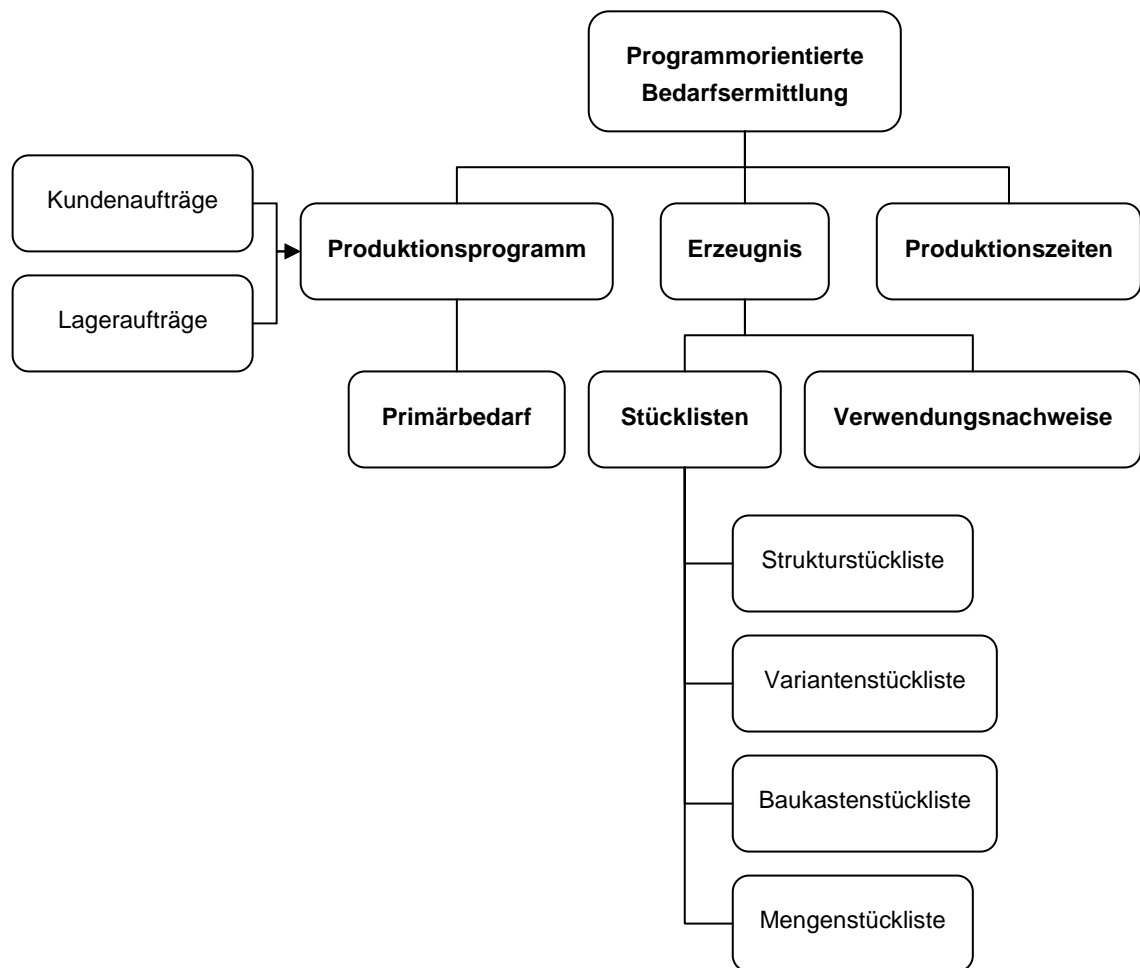 Programmorientierte
Bedarfsermittlung
Kundenaufträge
Produktionsprogramm
Erzeugnis
Produktionszeiten
Lageraufträge
Primärbedarf
Stücklisten
Verwendungsnachweise
Strukturstückliste
Variantenstückliste
Baukastenstückliste
Mengenstückliste